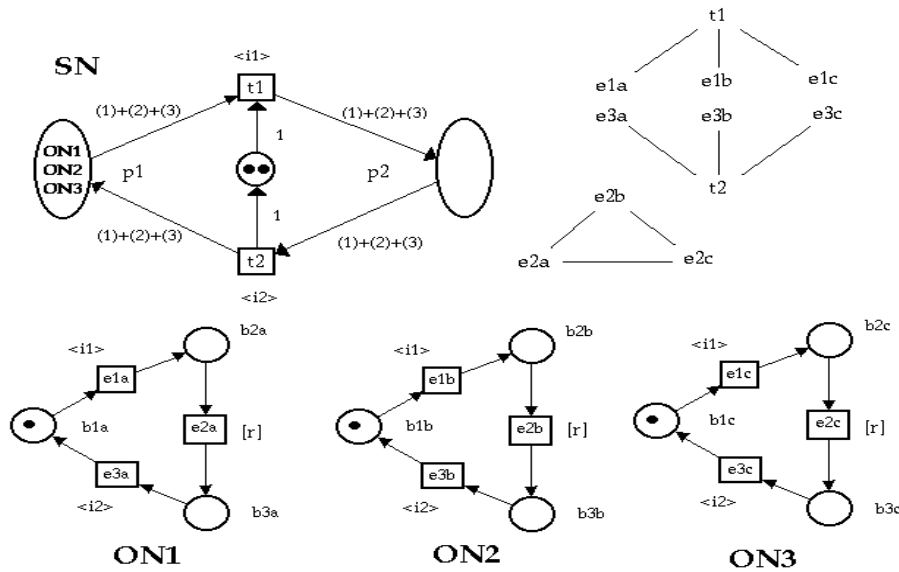 SN
<i1>
t1
(1)+(2)+(3)
(1)+(2)+(3)
1
ON1
ON2
ON3
p1
p2
1
(1)+(2)+(3)
(1)+(2)+(3)
t2
<i2>
t1
e1a
e1b
e1c
e3a
e3b
e3c
t2
e2b
e2a
e2c
<i1>
b2a
e1a
b1a
e2a
[r]
e3a
<i2>
b3a
ON1
<i1>
b2b
e1b
b1b
e2b
[r]
e3b
<i2>
b3b
ON2
<i1>
b2c
e1c
b1c
e2c
[r]
e3c
<i2>
b3c
ON3